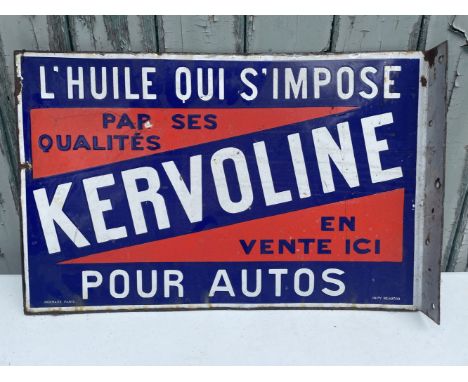 L'HUILE QUI S'IMPOSE
PAR SES
QUALITÉS
KERVOLINE
EN
VENTE ICI
POUR AUTOS